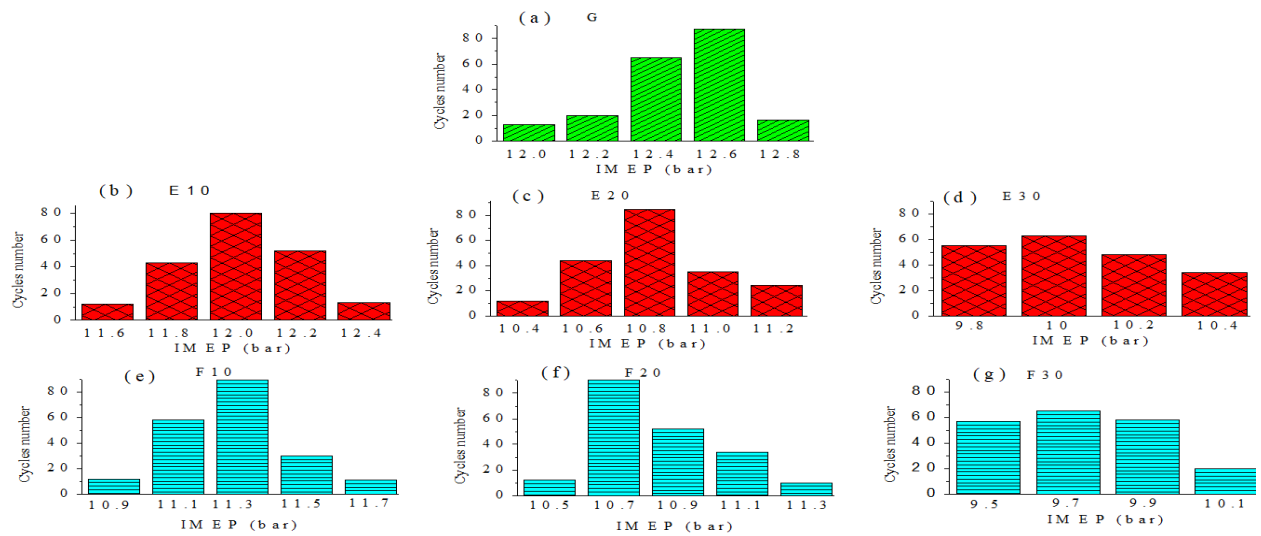 (a) G
Cycles number
80
60
40
20
0
12.0 12.2 12.4 12.6 12.8
IMEP (bar)
(b) E10
Cycles number
80
60
40
20
0
11.6 11.8 12.0 12.2 12.4
IMEP (bar)
(c) E20
Cycles number
80
60
40
20
0
10.4 10.6 10.8 11.0 11.2
IMEP (bar)
(d) E30
Cycles number
80
60
40
20
0
9.8 10 10.2 10.4
IMEP (bar)
(e) F10
Cycles number
80
60
40
20
0
10.9 11.1 11.3 11.5 11.7
IMEP (bar)
(f) F20
Cycles number
80
60
40
20
0
10.5 10.7 10.9 11.1 11.3
IMEP (bar)
(g) F30
Cycles number
80
60
40
20
0
9.5 9.7 9.9 10.1
IMEP (bar)